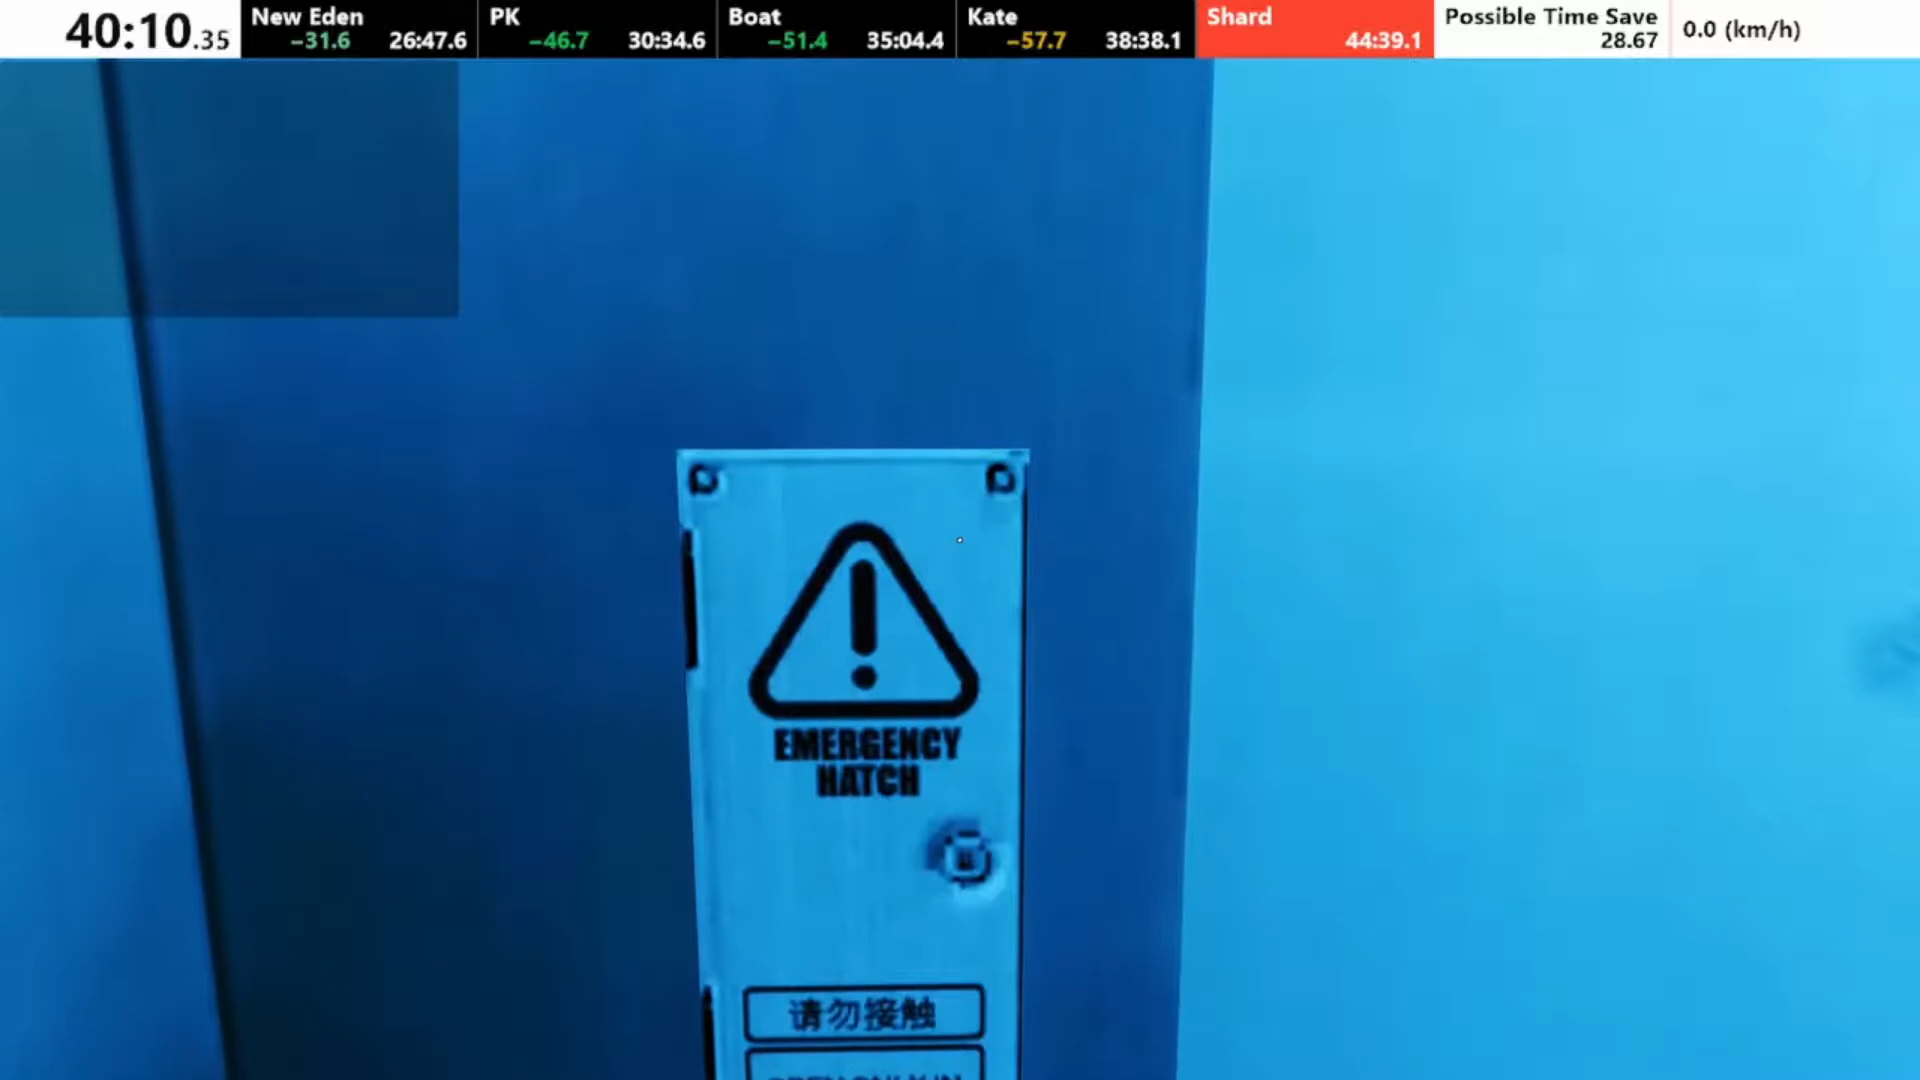 40:10.35
New Eden
−31.6 26:47.6
PK
−46.7 30:34.6
Boat
−51.4 35:04.4
Kate
−57.7 38:38.1
Shard
44:39.1
Possible Time Save
28.67
0.0 (km/h)
EMERGENCY
HATCH
请勿接触